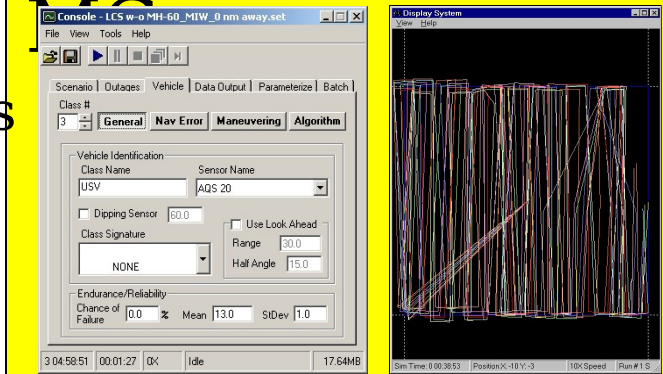 MC
s
Console - LCS w-o MH-60_MIW_0 nm away.set
File View Tools Help
Scenario Outages Vehicle Data Output Parameterize Batch
Class #
3 General Nav Error Maneuvering Algorithm
Vehicle Identification
Class Name Sensor Name
USV AQS 20
Dipping Sensor 60.0
Use Look Ahead
Class Signature
Range 30.0
NONE
Half Angle 15.0
Endurance/Reliability
Chance of Failure 0.0 % Mean 13.0 StDev 1.0
3 04:58:51 00:01:27 0X Idle 17.64MB
Display System
View Help
Sim Time: 0 00:38:53 Position X: -10 Y: -3 10X Speed Run # 1 S